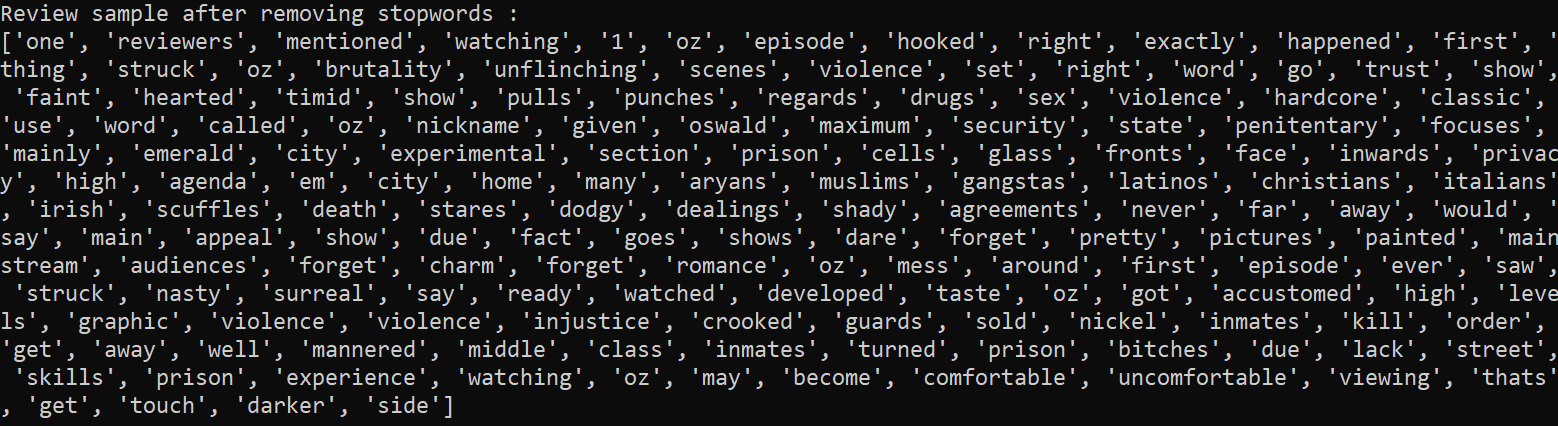 Review sample after removing stopwords :
['one', 'reviewers', 'mentioned', 'watching', '1', 'oz', 'episode', 'hooked', 'right', 'exactly', 'happened', 'first', '
thing', 'struck', 'oz', 'brutality', 'unflinching', 'scenes', 'violence', 'set', 'right', 'word', 'go', 'trust', 'show',
 'faint', 'hearted', 'timid', 'show', 'pulls', 'punches', 'regards', 'drugs', 'sex', 'violence', 'hardcore', 'classic',
'use', 'word', 'called', 'oz', 'nickname', 'given', 'oswald', 'maximum', 'security', 'state', 'penitentary', 'focuses',
'mainly', 'emerald', 'city', 'experimental', 'section', 'prison', 'cells', 'glass', 'fronts', 'face', 'inwards', 'privac
y', 'high', 'agenda', 'em', 'city', 'home', 'many', 'aryans', 'muslims', 'gangstas', 'latinos', 'christians', 'italians'
, 'irish', 'scuffles', 'death', 'stares', 'dodgy', 'dealings', 'shady', 'agreements', 'never', 'far', 'away', 'would', '
say', 'main', 'appeal', 'show', 'due', 'fact', 'goes', 'shows', 'dare', 'forget', 'pretty', 'pictures', 'painted', 'main
stream', 'audiences', 'forget', 'charm', 'forget', 'romance', 'oz', 'mess', 'around', 'first', 'episode', 'ever', 'saw',
 'struck', 'nasty', 'surreal', 'say', 'ready', 'watched', 'developed', 'taste', 'oz', 'got', 'accustomed', 'high', 'leve
ls', 'graphic', 'violence', 'violence', 'injustice', 'crooked', 'guards', 'sold', 'nickel', 'inmates', 'kill', 'order',
'get', 'away', 'well', 'mannered', 'middle', 'class', 'inmates', 'turned', 'prison', 'bitches', 'due', 'lack', 'street',
 'skills', 'prison', 'experience', 'watching', 'oz', 'may', 'become', 'comfortable', 'uncomfortable', 'viewing', 'thats'
, 'get', 'touch', 'darker', 'side']